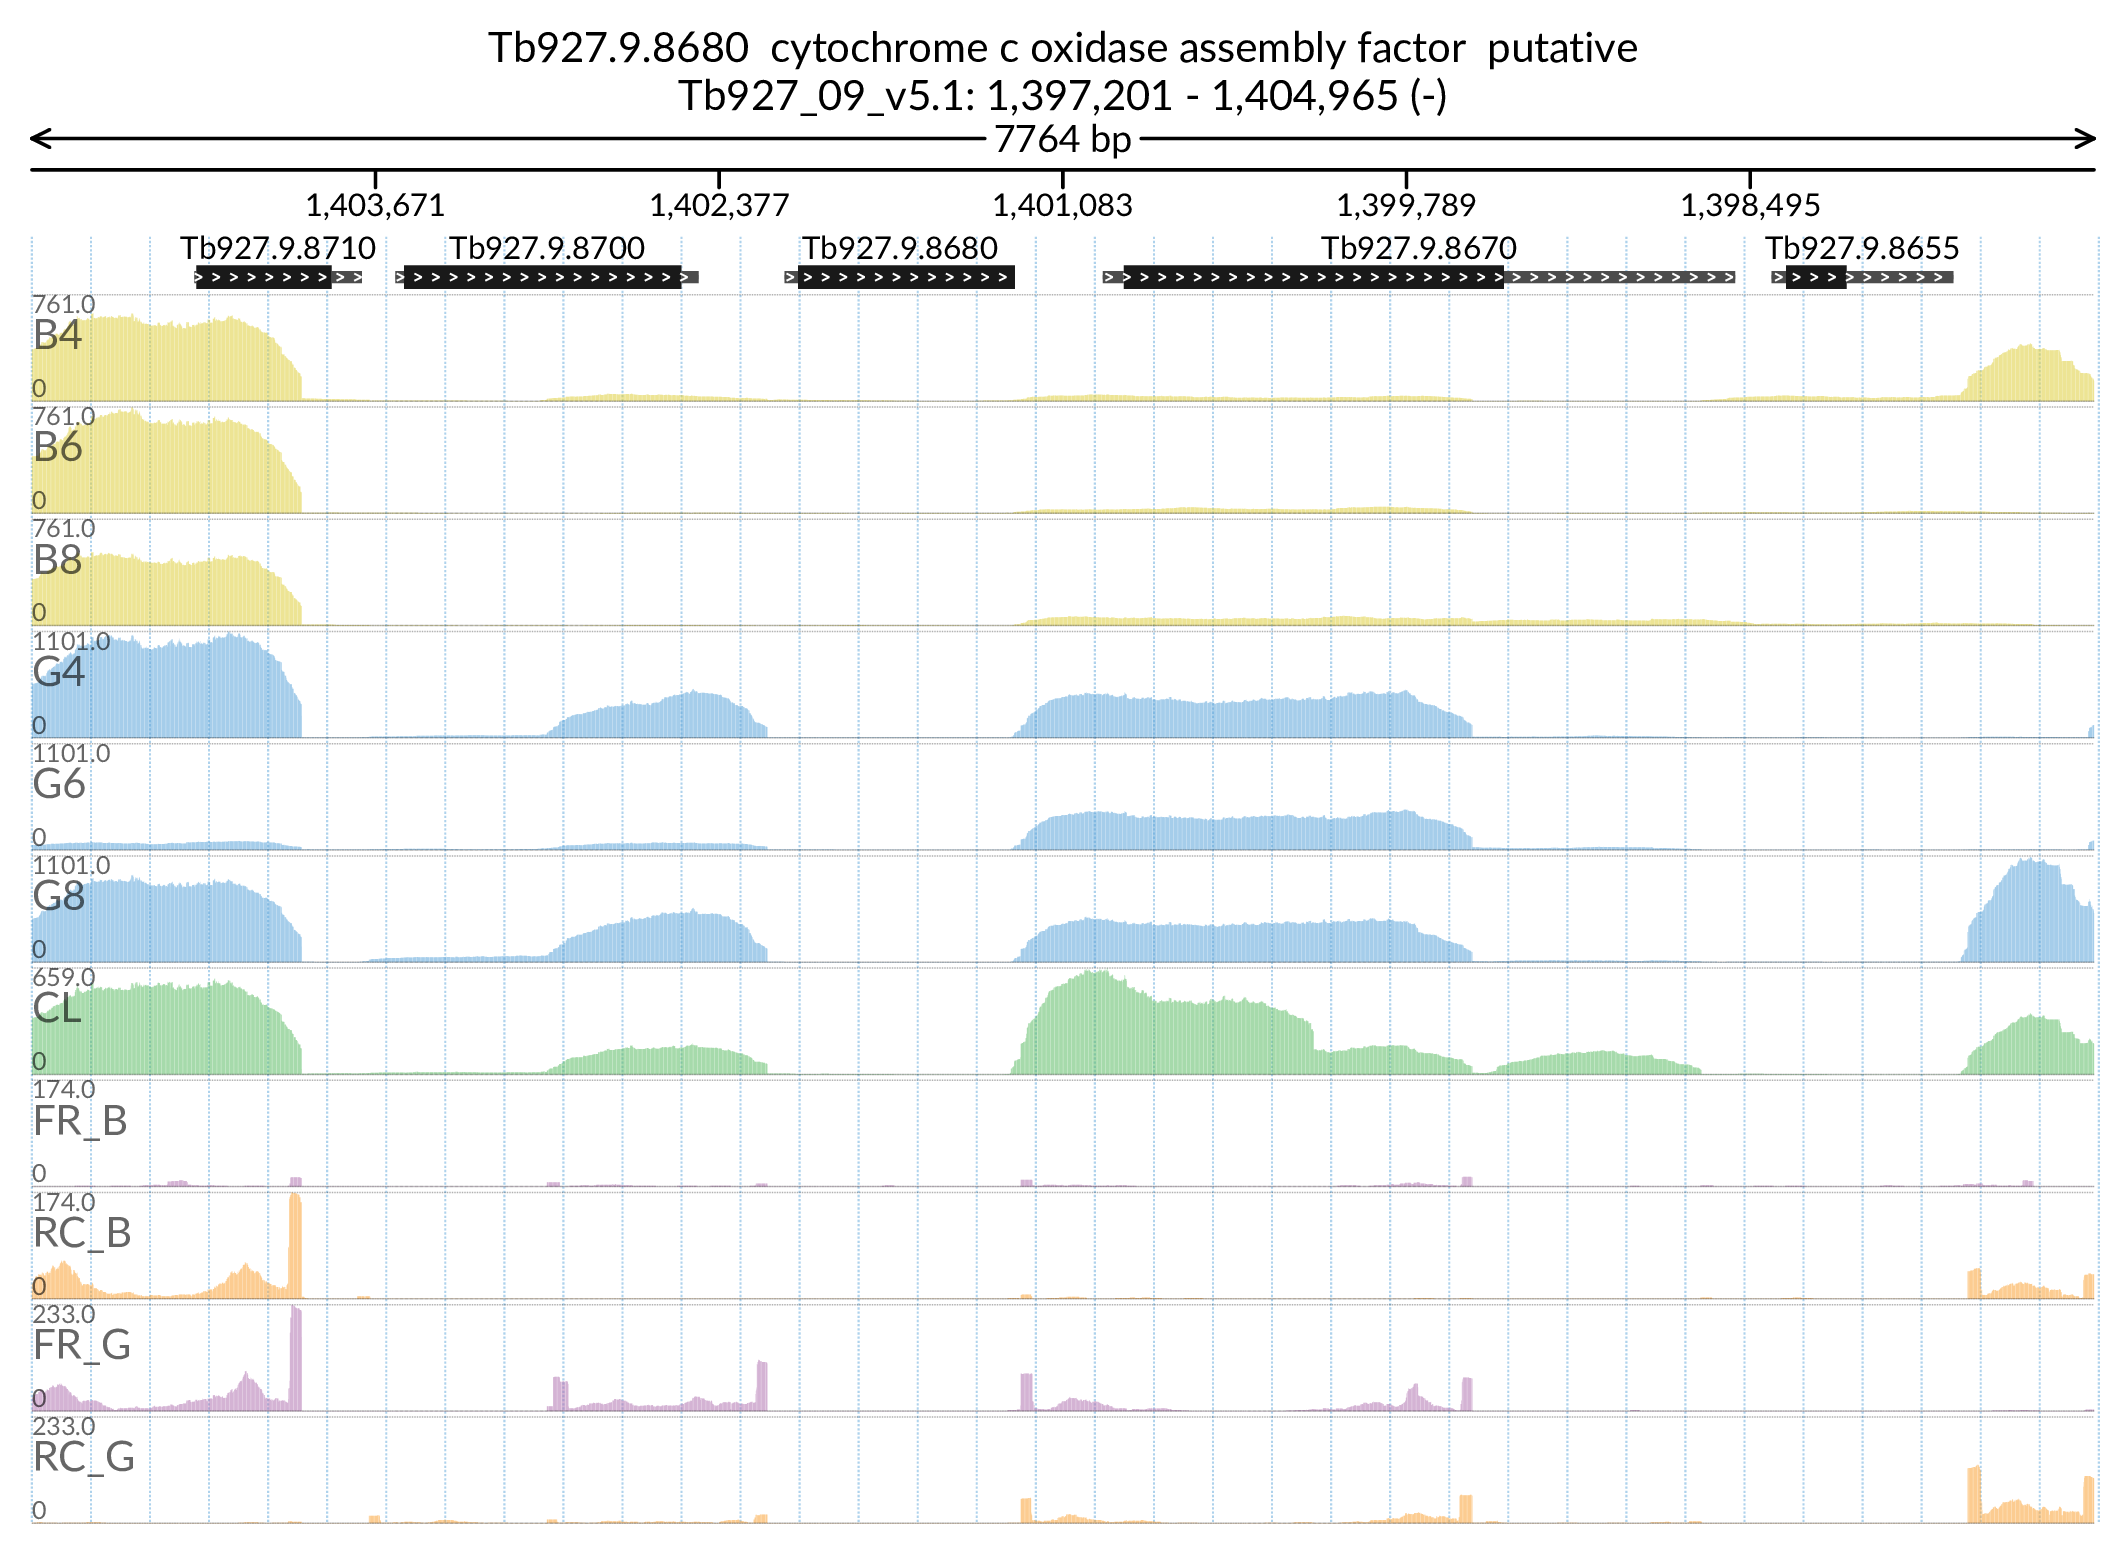 Tb927.9.8680  cytochrome c oxidase assembly factor  putative
Tb927_09_v5.1: 1,397,201 - 1,404,965 (-)
7764 bp
1,403,671 1,402,377 1,401,083 1,399,789 1,398,495
Tb927.9.8710 Tb927.9.8700 Tb927.9.8680 Tb927.9.8670 Tb927.9.8655
761.0
B4
0
761.0
B6
0
761.0
B8
0
1101.0
G4
0
1101.0
G6
0
1101.0
G8
0
659.0
CL
0
174.0
FR_B
0
174.0
RC_B
0
233.0
FR_G
0
233.0
RC_G
0